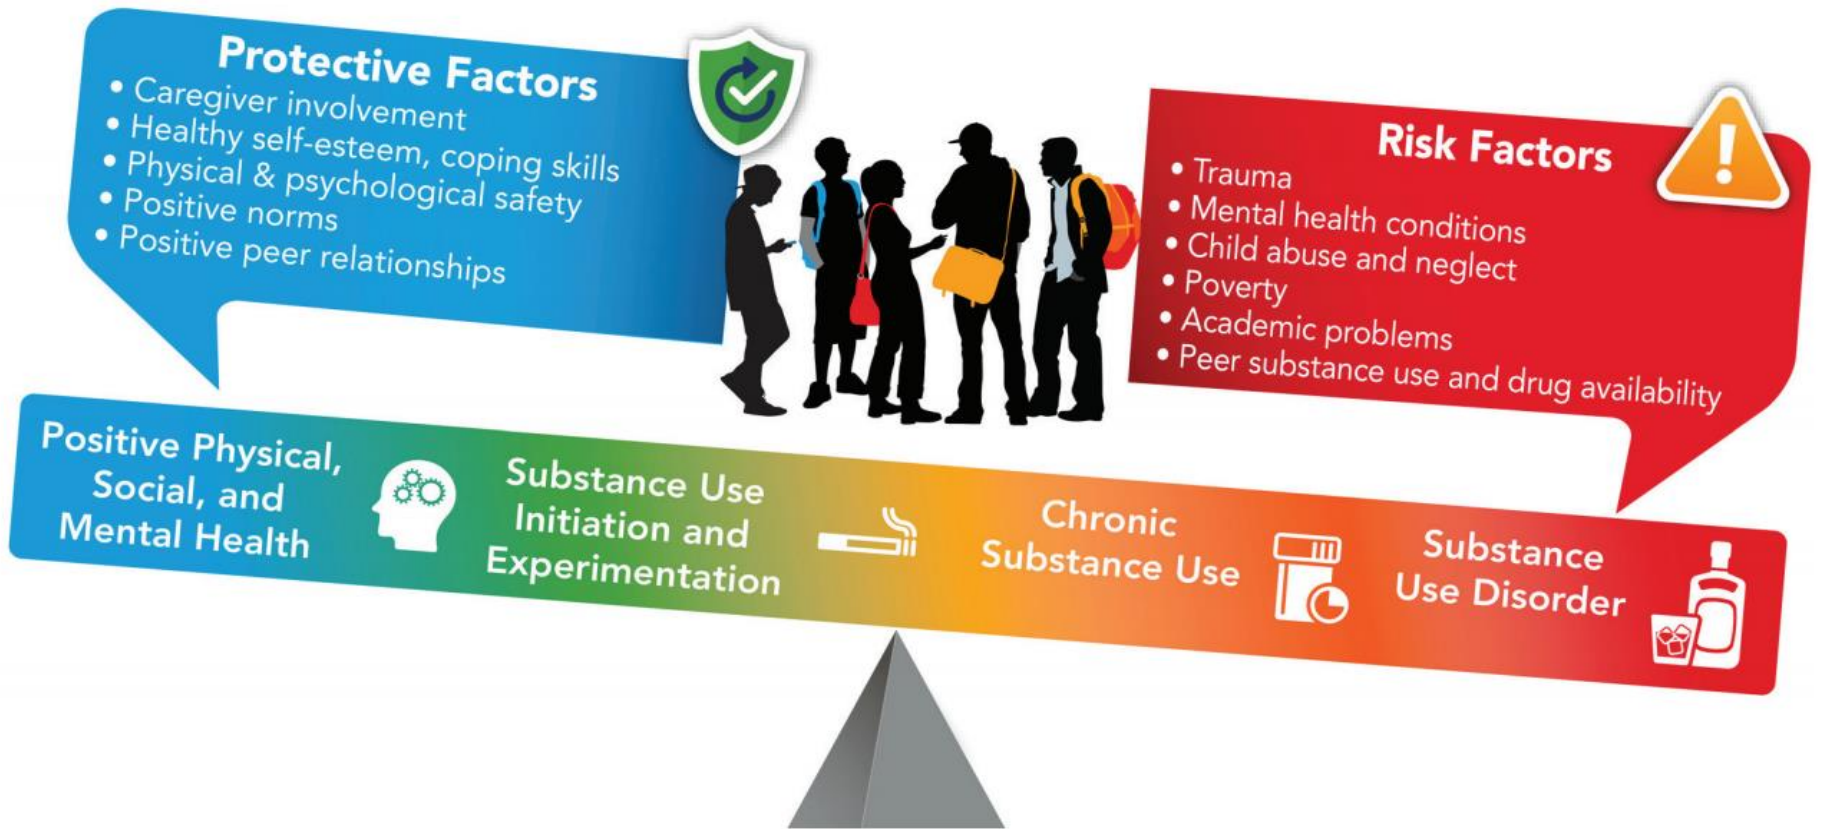 Protective Factors
• Caregiver involvement
• Healthy self-esteem, coping skills
• Physical & psychological safety
• Positive norms
• Positive peer relationships
Risk Factors
• Trauma
• Mental health conditions
• Child abuse and neglect
• Poverty
• Academic problems
• Peer substance use and drug availability
Positive Physical,
Social, and
Mental Health
Substance Use
Initiation and
Experimentation
Chronic
Substance Use
Substance
Use Disorder